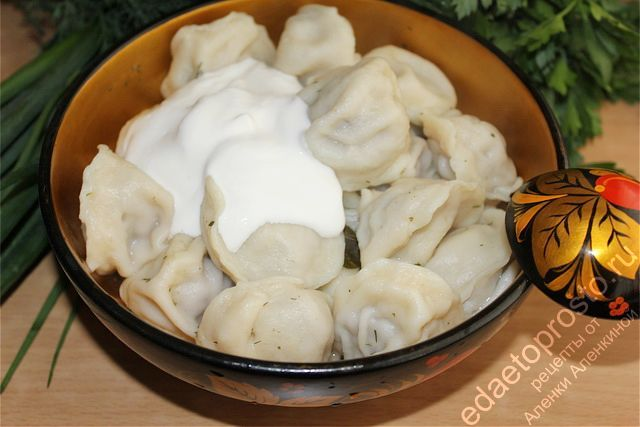 edaetoprosto.ru
рецепты от
Аленки Аленкиной